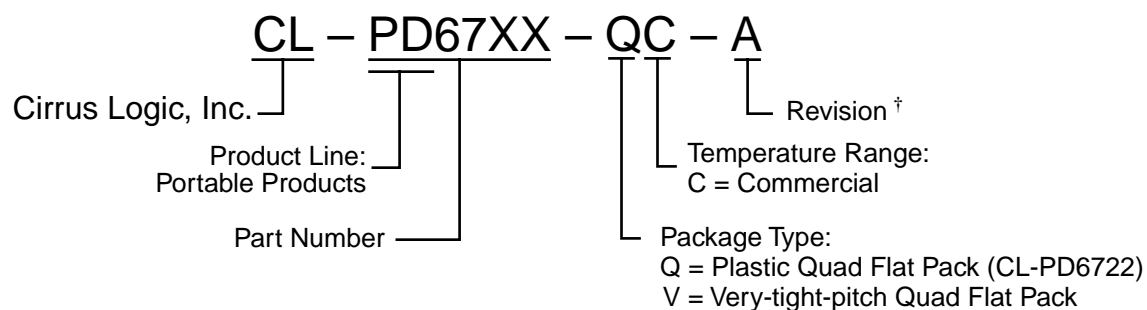 CL – PD67XX – QC – A
Cirrus Logic, Inc.
Revision †
Product Line:
Portable Products
Temperature Range:
C = Commercial
Part Number
Package Type:
Q = Plastic Quad Flat Pack (CL-PD6722)
V = Very-tight-pitch Quad Flat Pack